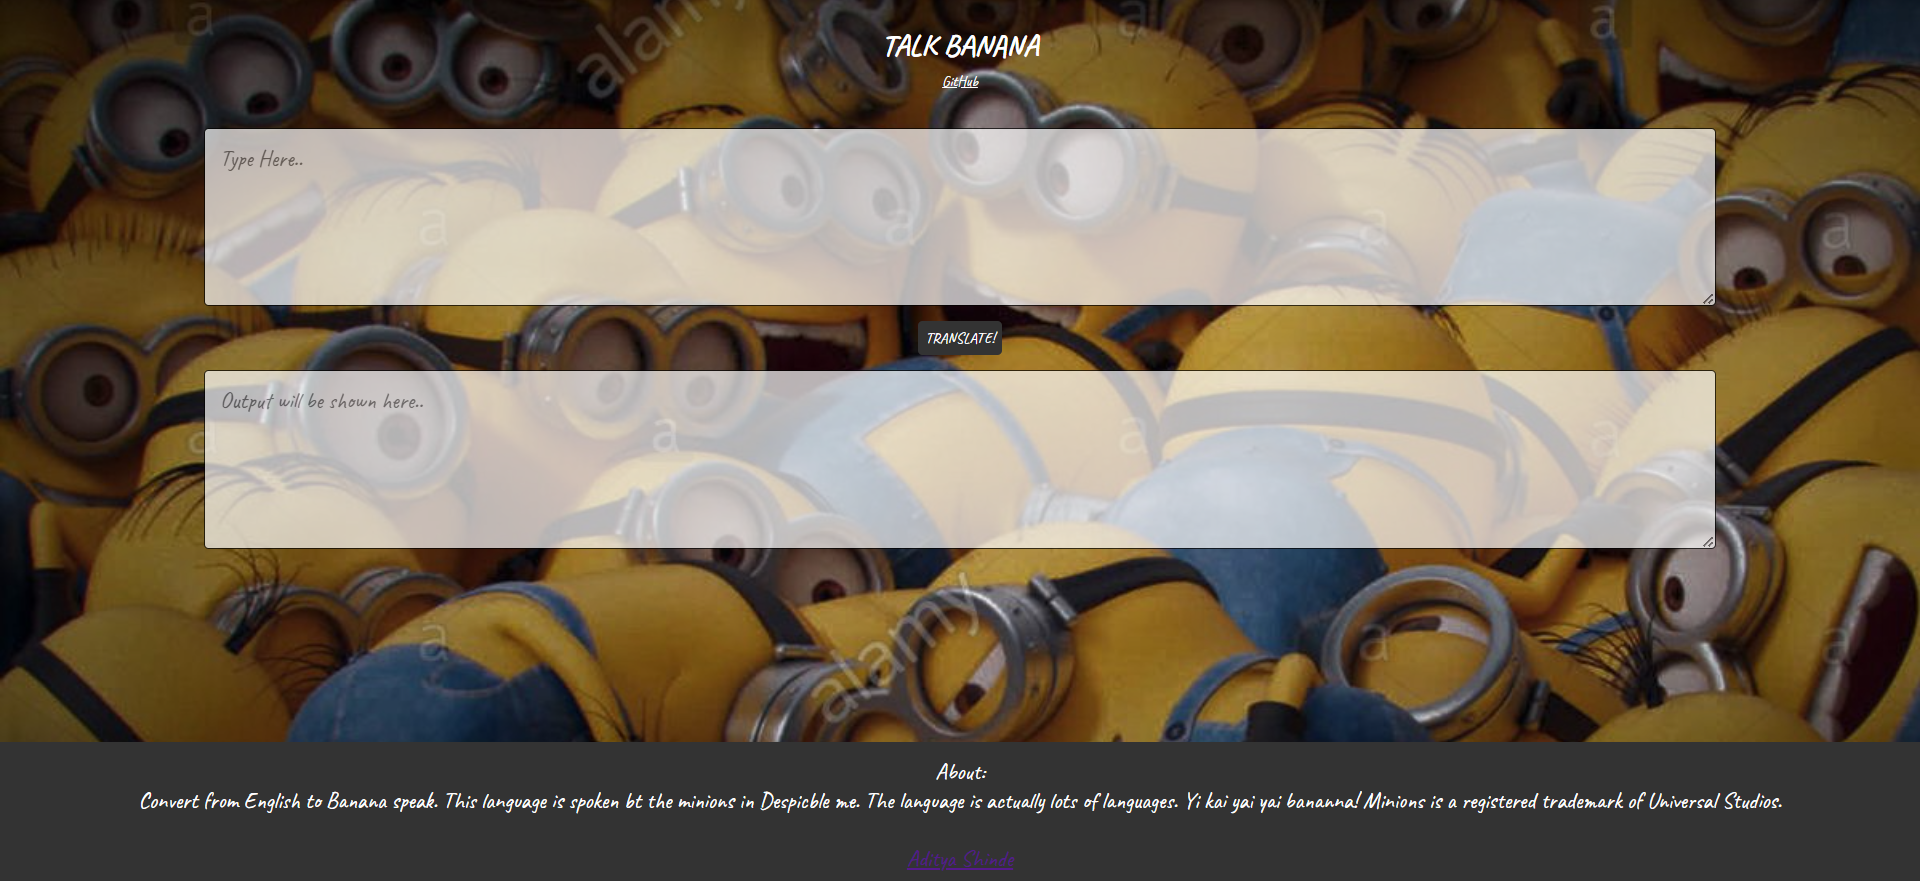 TALK BANANA
GitHub
Type Here..
TRANSLATE!
Output will be shown here..
About:
Convert from English to Banana speak. This language is spoken bt the minions in Despicble me. The language is actually lots of languages. Yi kai yai yai bananna! Minions is a registered trademark of Universal Studios.
Aditya Shinde
alamy
alamy
a
a
a
a
a
a
a
a
a
a
a
a
a